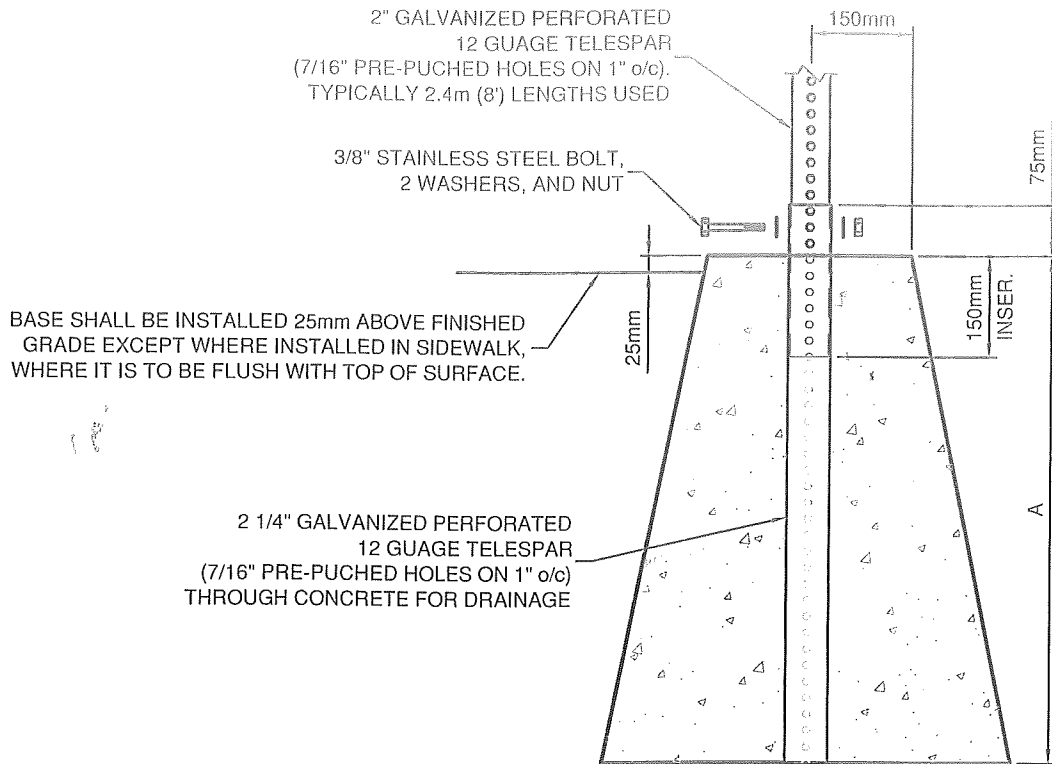 2" GALVANIZED PERFORATED
12 GUAGE TELESPAR
(7/16" PRE-PUCHED HOLES ON 1" o/c).
TYPICALLY 2.4m (8') LENGTHS USED
150mm
3/8" STAINLESS STEEL BOLT,
2 WASHERS, AND NUT
75mm
BASE SHALL BE INSTALLED 25mm ABOVE FINISHED
GRADE EXCEPT WHERE INSTALLED IN SIDEWALK,
WHERE IT IS TO BE FLUSH WITH TOP OF SURFACE.
25mm
150mm
INSER.
2 1/4" GALVANIZED PERFORATED
12 GUAGE TELESPAR
(7/16" PRE-PUCHED HOLES ON 1" o/c)
THROUGH CONCRETE FOR DRAINAGE
A